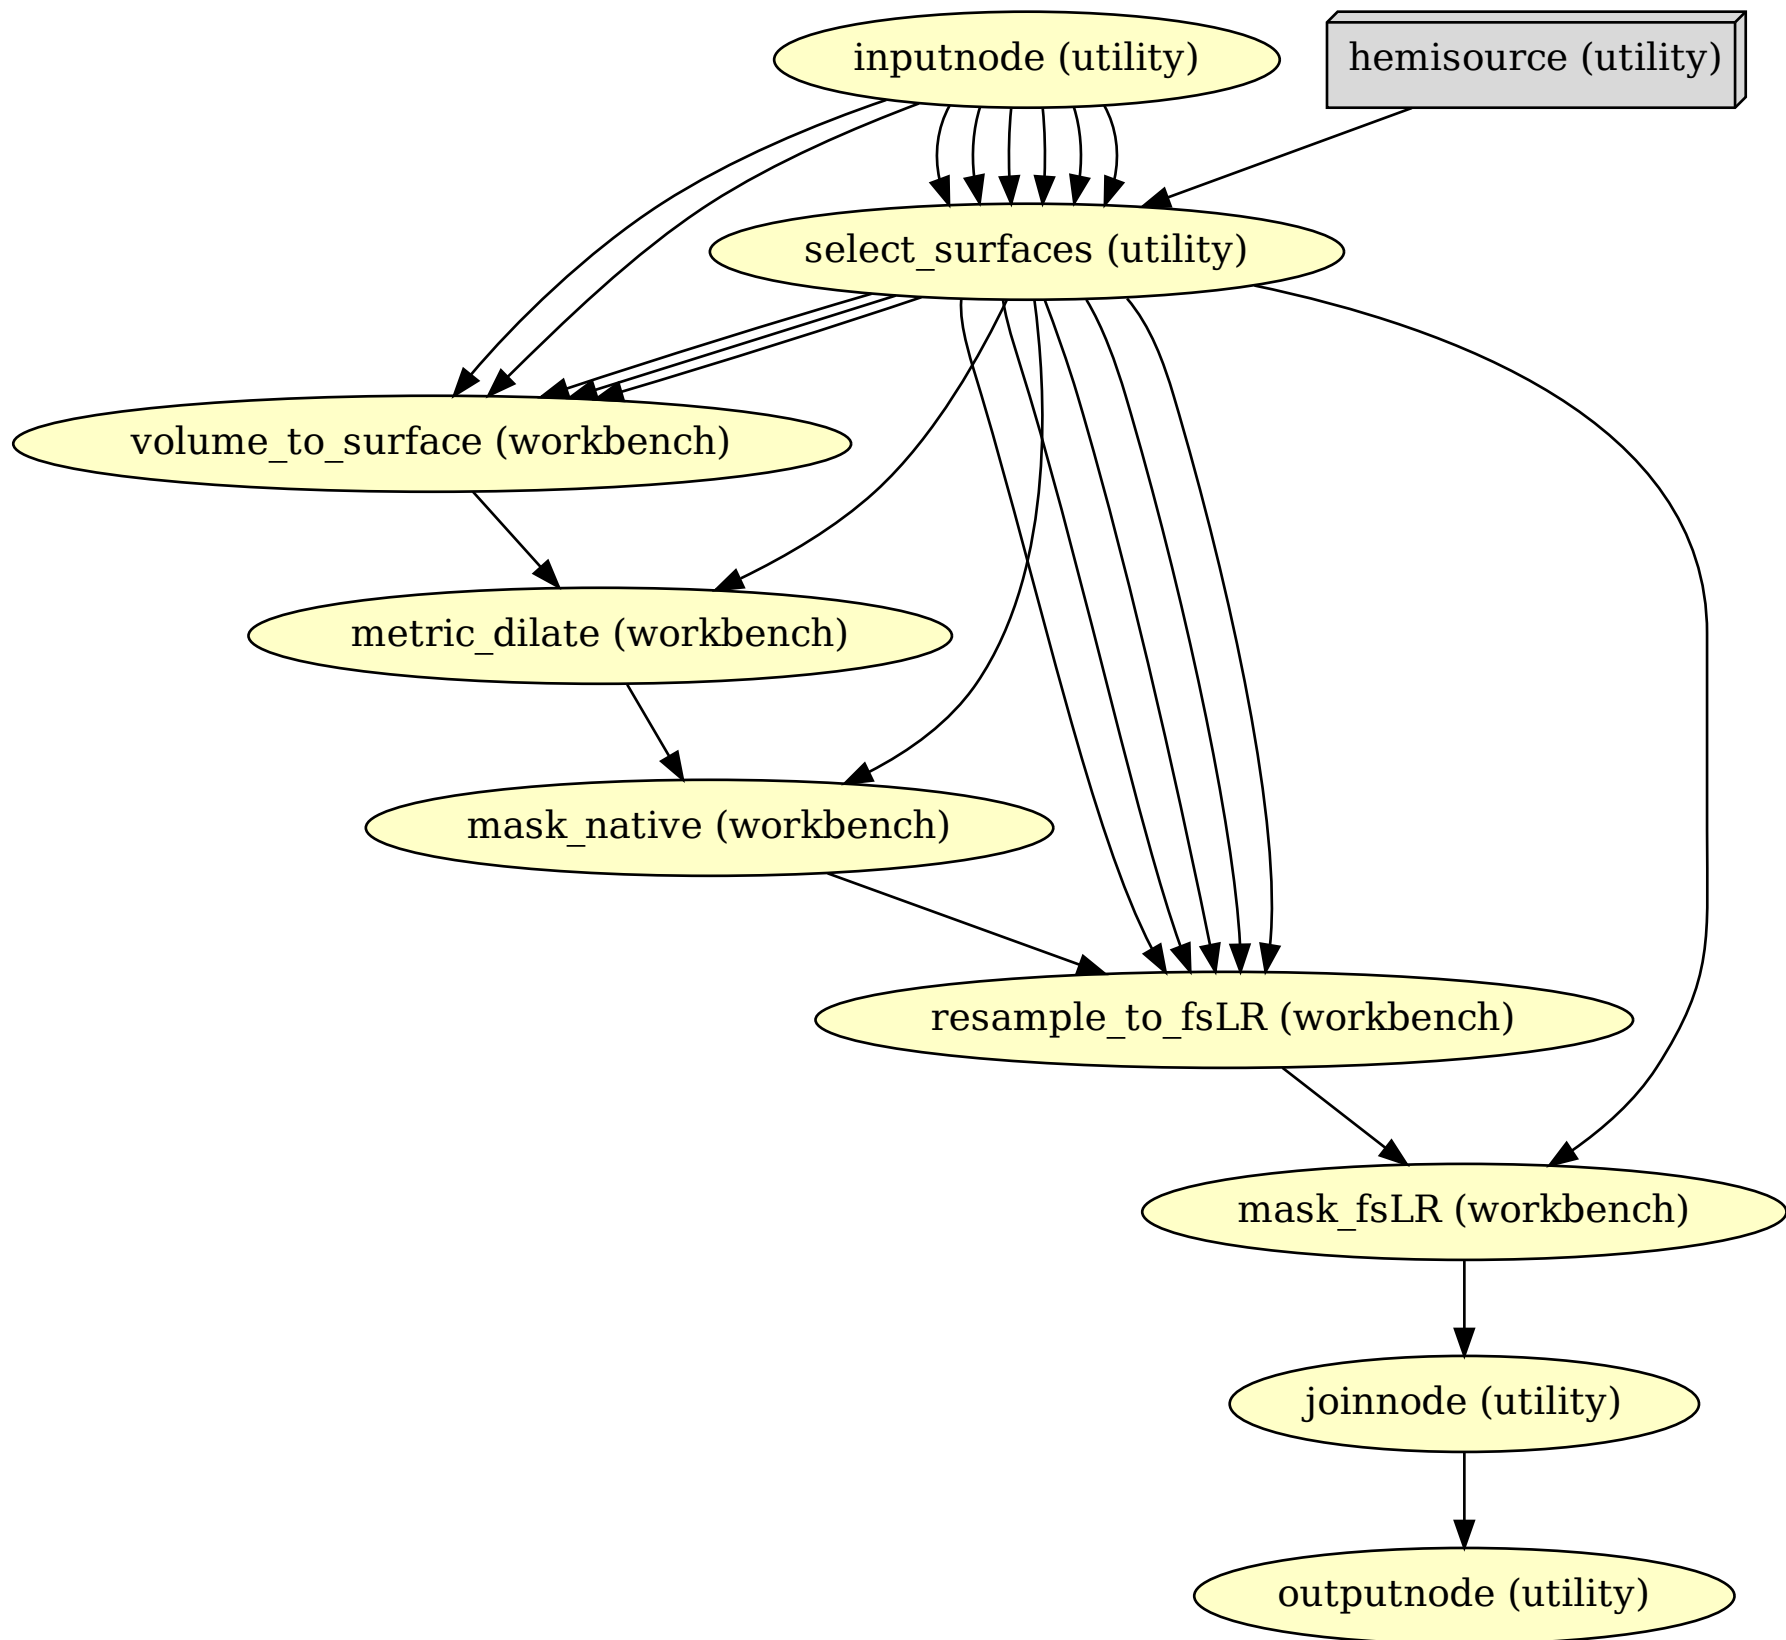 inputnode (utility)
hemisource (utility)
select_surfaces (utility)
volume_to_surface (workbench)
metric_dilate (workbench)
mask_native (workbench)
resample_to_fsLR (workbench)
mask_fsLR (workbench)
joinnode (utility)
outputnode (utility)